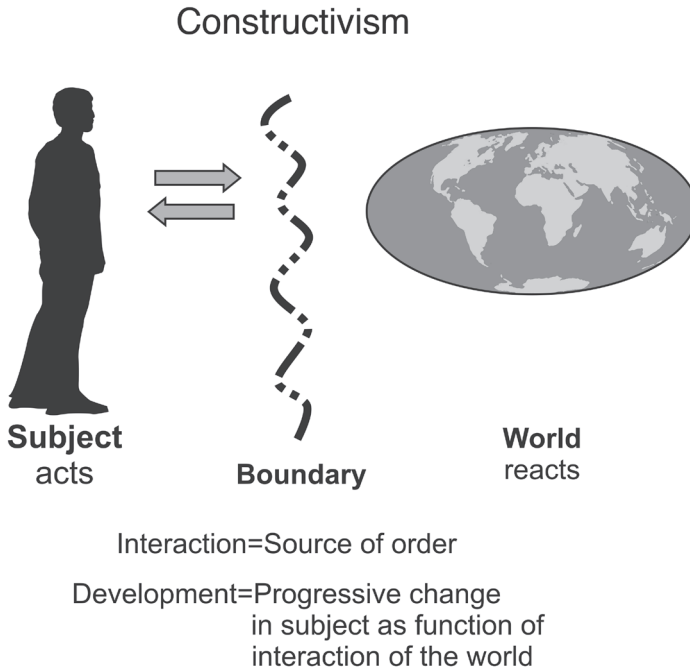 Constructivism
Subject
acts
Boundary
World
reacts
Interaction=Source of order
Development=Progressive change
in subject as function of
interaction of the world